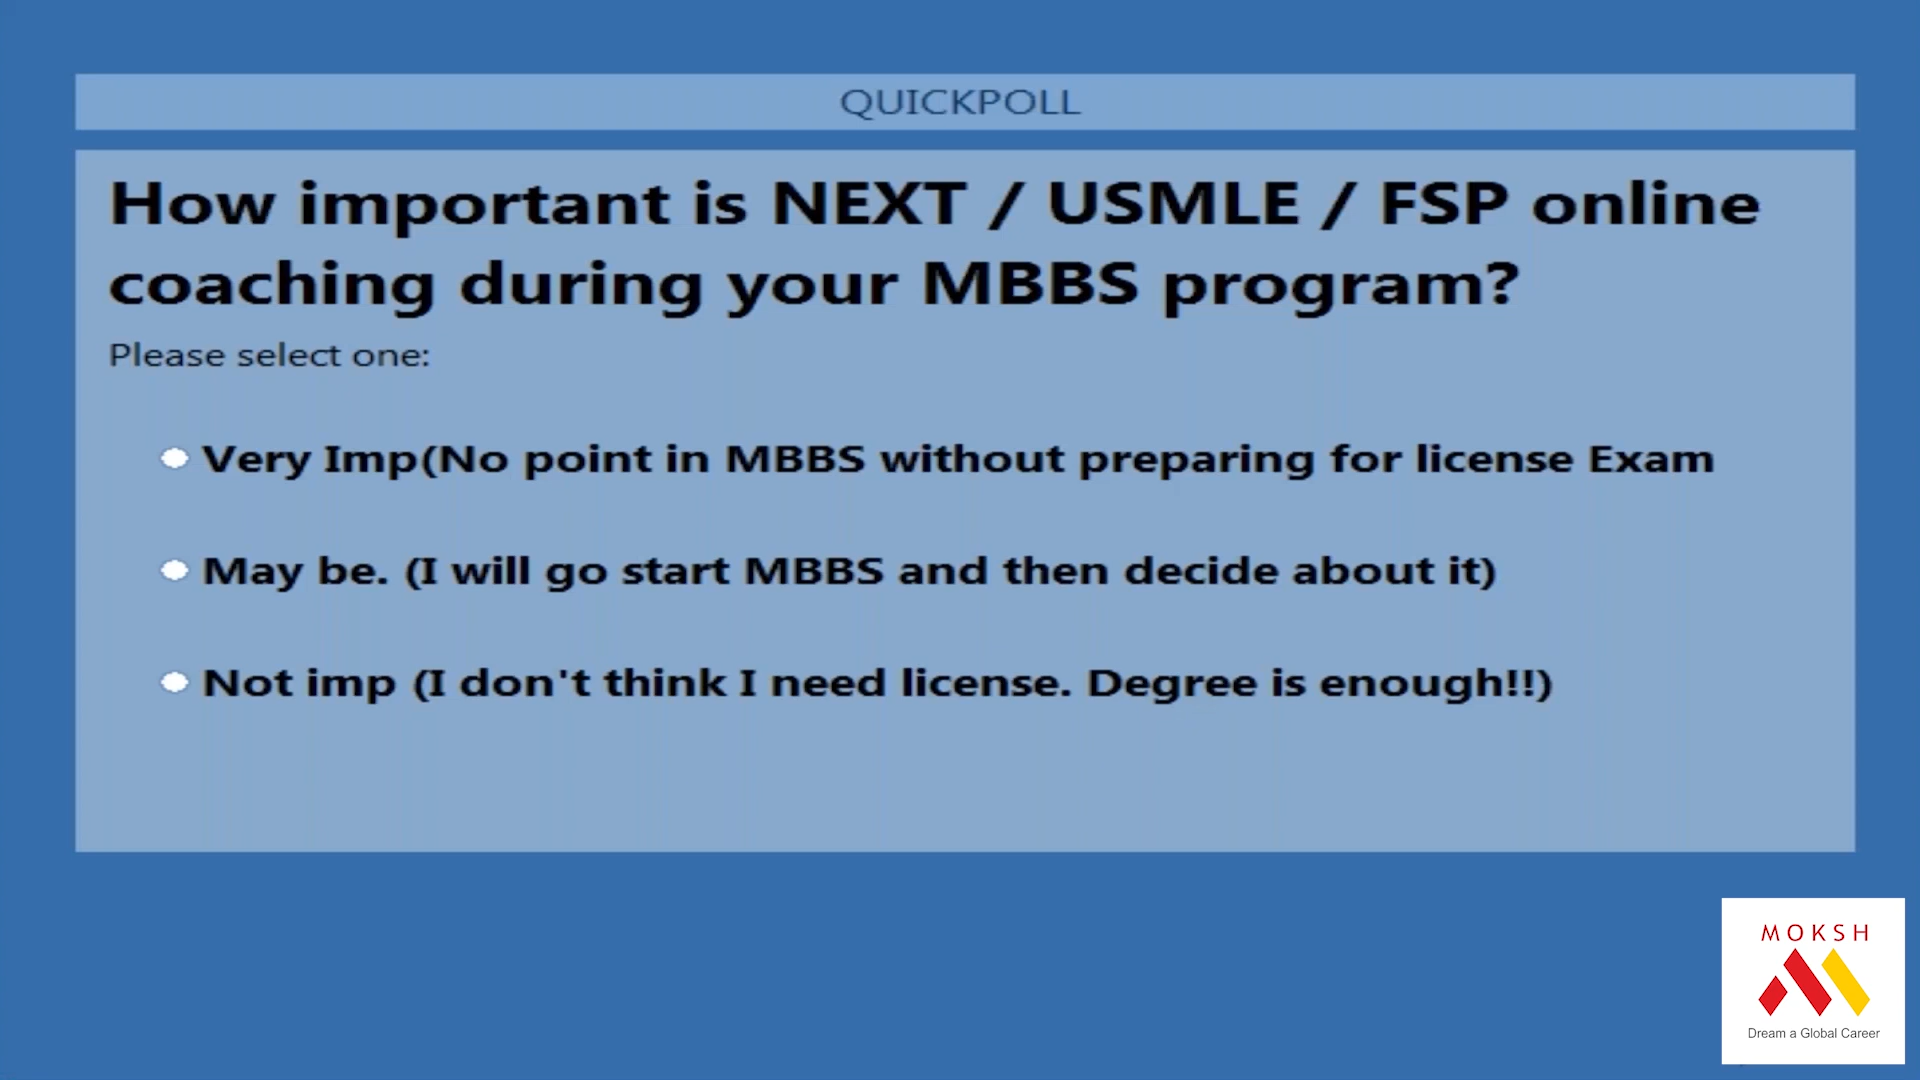 QUICKPOLL
How important is NEXT / USMLE / FSP online
coaching during your MBBS program?
Please select one:
Very Imp(No point in MBBS without preparing for license Exam
May be. (I will go start MBBS and then decide about it)
Not imp (I don't think I need license. Degree is enough!!)
MOKSH
Dream a Global Career